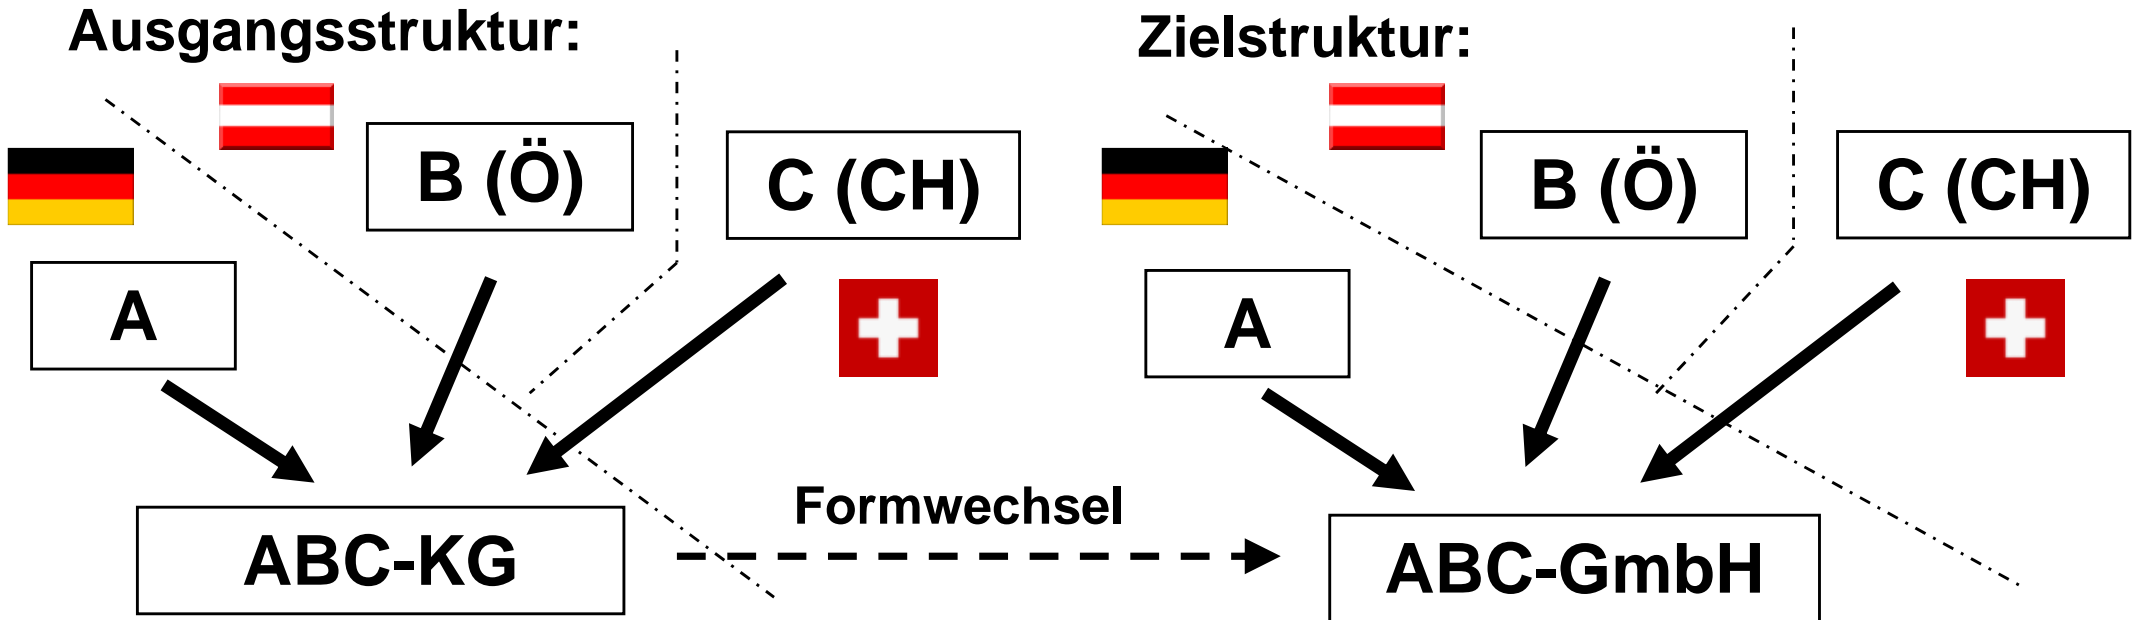 Ausgangsstruktur:
B (Ö)
C (CH)
A
ABC-KG
Formwechsel
Zielstruktur:
B (Ö)
C (CH)
A
ABC-GmbH